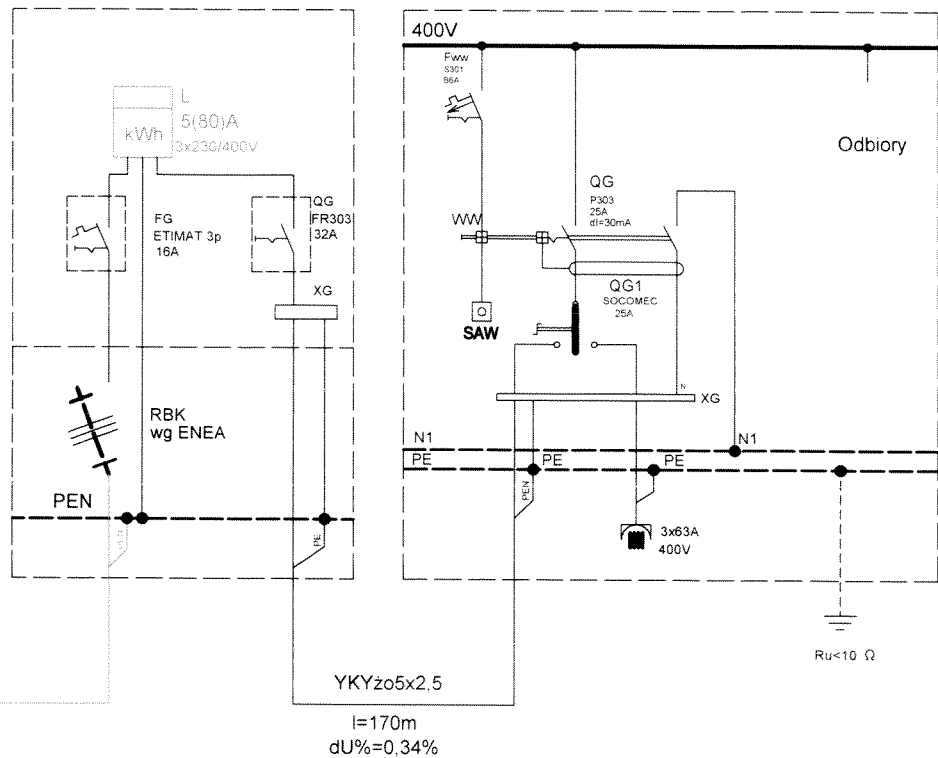 L
5(80)A
kWh
3x230/400V
FG
ETIMAT 3p
16A
QG
FR303
32A
XG
RBK
wg ENEA
PEN
PE
400V
Fww
S301
B6A
Odbiory
QG
P303
25A
dI=30mA
WW
QG1
SOCOMEC
25A
SAW
N
XG
N1
N1
PE
PE
PE
PEN
3x63A
400V
Ru<10 Ω
YKYżo5x2,5
l=170m
dU%=0,34%